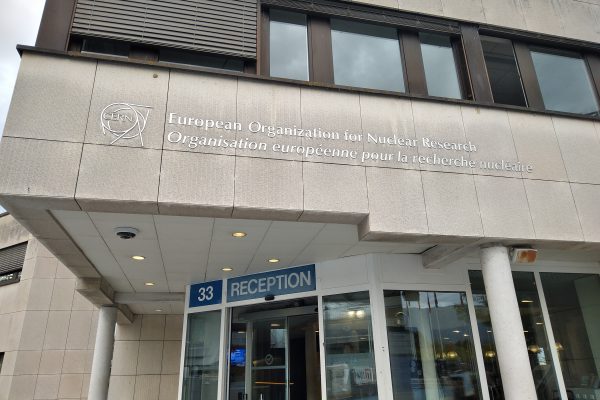 CERN
European Organization for Nuclear Research
Organisation européenne pour la recherche nucléaire
33 RECEPTION